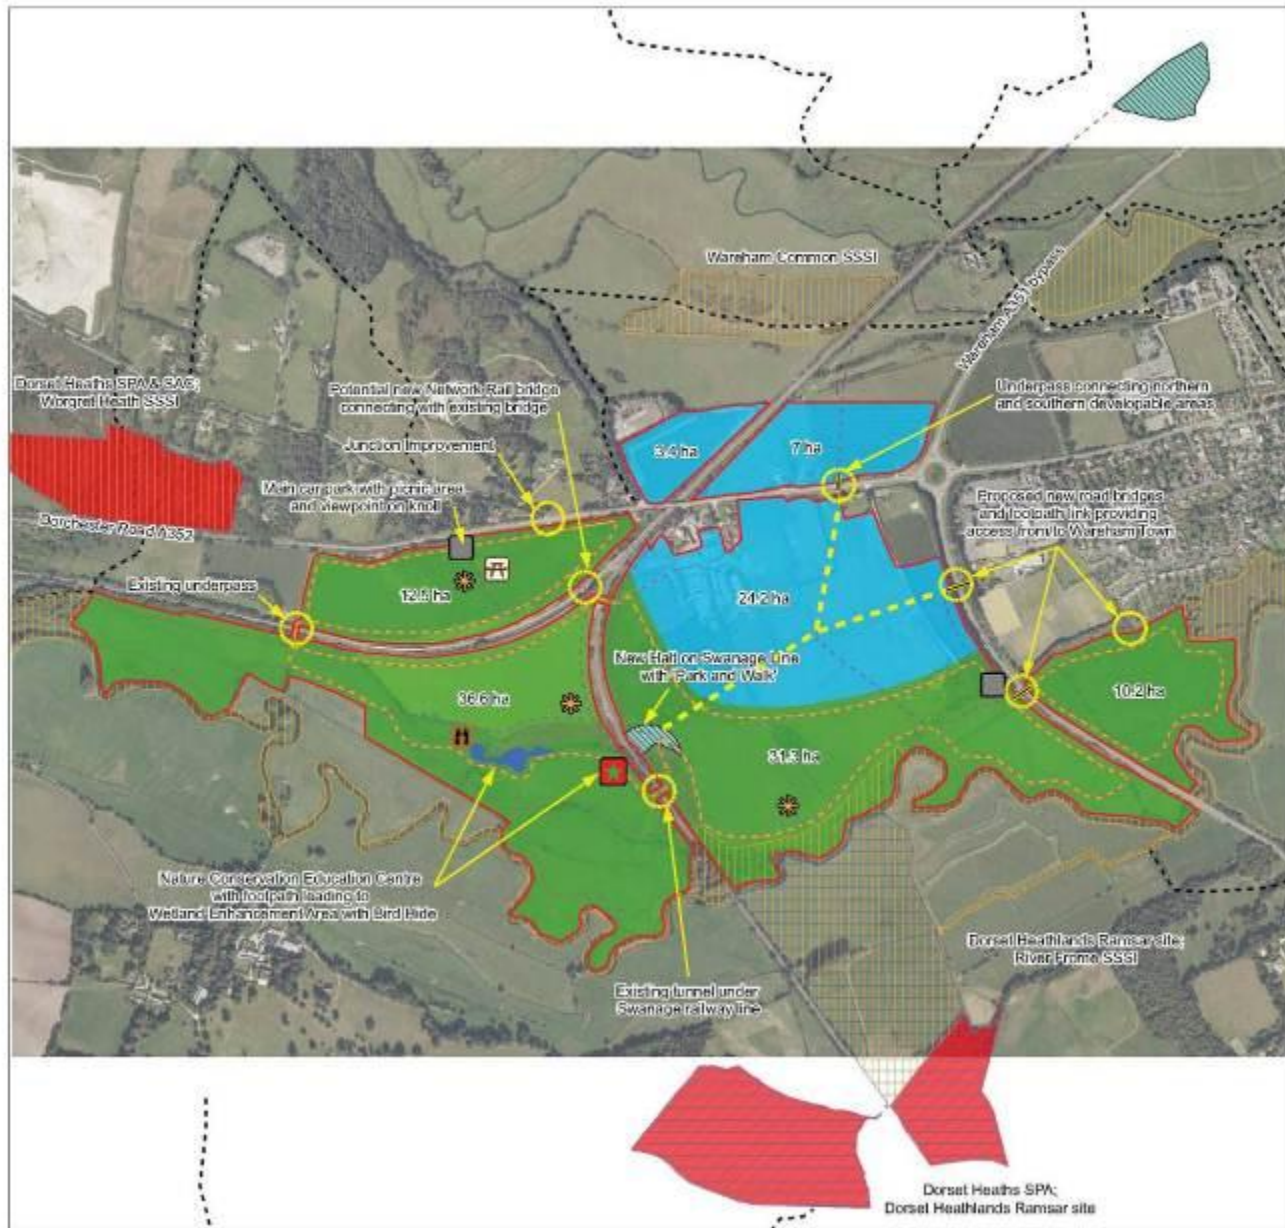 Wareham Common SSSI
Wareham A351 bypass
Dorset Heaths SPA & SAC;
Worgret Heath SSSI
Potential new Network Rail bridge
connecting with existing bridge
Underpass connecting northern
and southern developable areas
Junction Improvement
3.4 ha
7 ha
Main car park with picnic area
and viewpoint on knoll
Proposed new road bridges
and footpath link providing
access from/to Wareham Town
Dorchester Road A352
Existing underpass
12.5 ha
24.2 ha
New Halt on Swanage Line
with 'Park and Walk'
36.6 ha
10.2 ha
31.3 ha
Nature Conservation Education Centre
with footpath leading to
Wetland Enhancement Area with Bird Hide
Dorset Heathlands Ramsar site;
River Frome SSSI
Existing tunnel under
Swanage railway line
Dorset Heaths SPA;
Dorset Heathlands Ramsar site